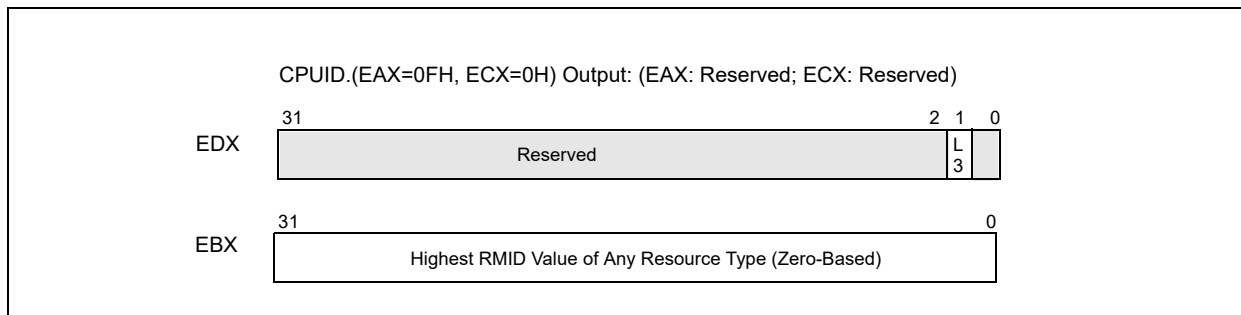 CPUID.(EAX=0FH, ECX=0H) Output: (EAX: Reserved; ECX: Reserved)
31 2 1 0
EDX Reserved L
3
31 0
EBX Highest RMID Value of Any Resource Type (Zero-Based)